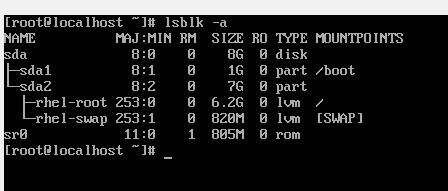 [root@localhost ~]# lsblk -a
NAME          MAJ:MIN RM  SIZE RO TYPE MOUNTPOINTS
sda             8:0    0    8G  0 disk
├─sda1          8:1    0    1G  0 part /boot
└─sda2          8:2    0    7G  0 part
  ├─rhel-root 253:0    0  6.2G  0 lvm  /
  └─rhel-swap 253:1    0  820M  0 lvm  [SWAP]
sr0            11:0    1  805M  0 rom
[root@localhost ~]# _